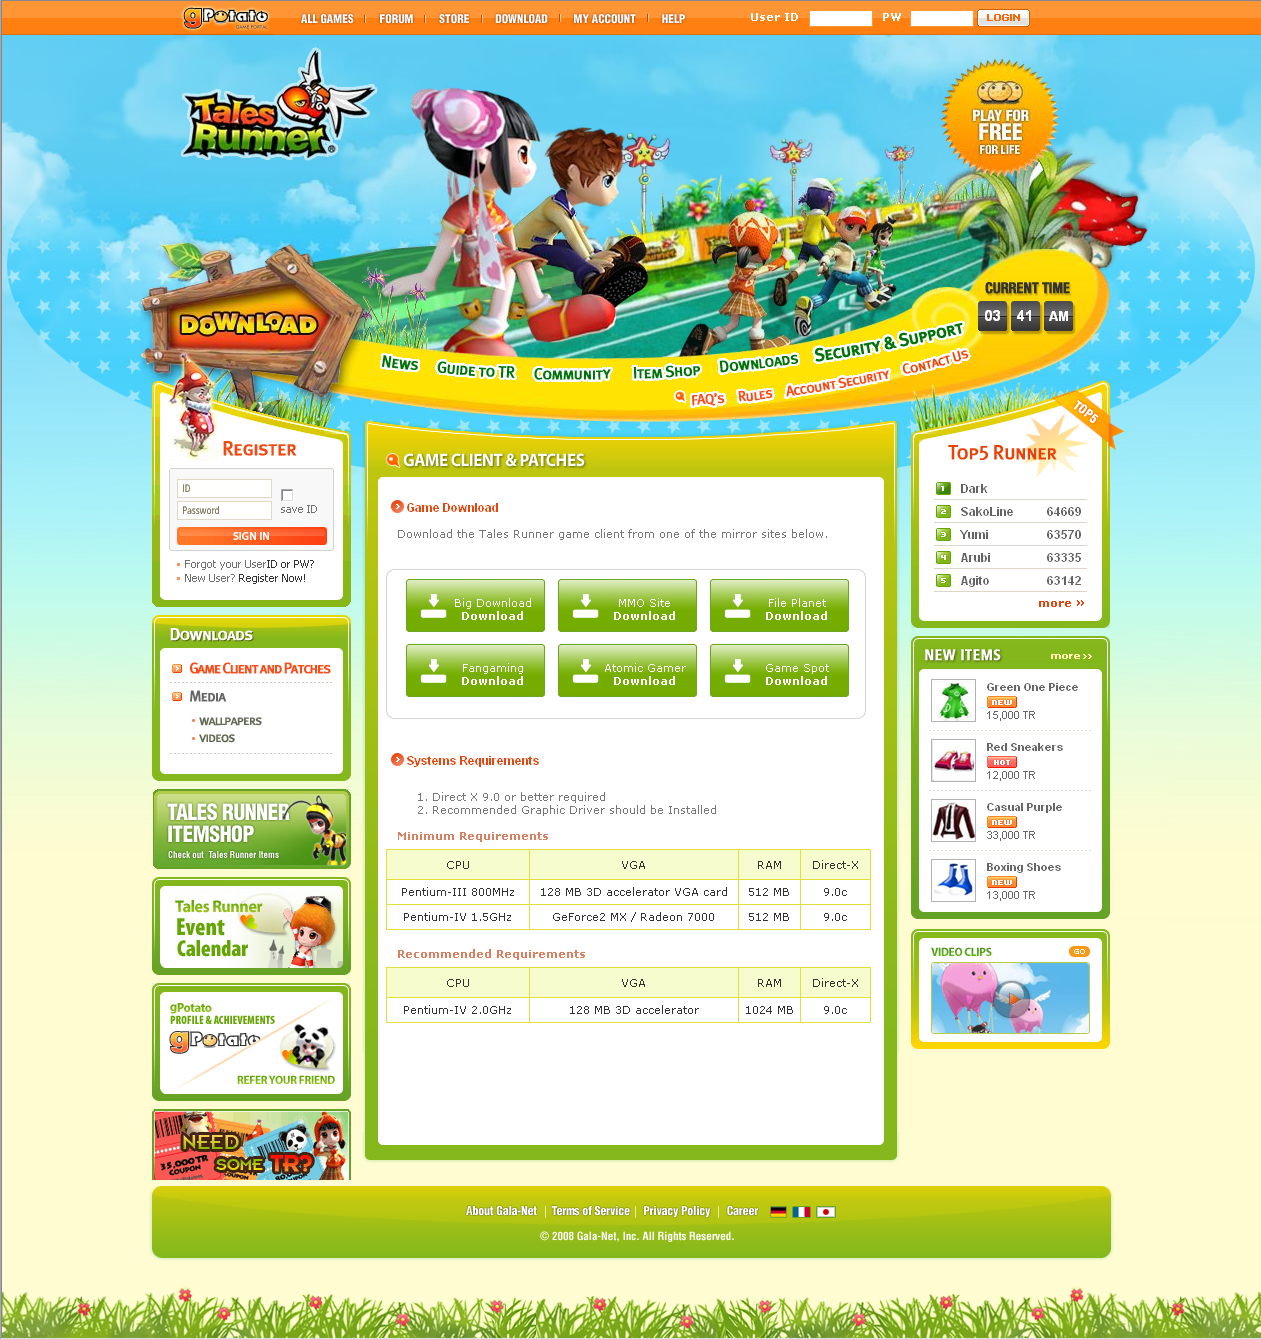 gPotato
GAME PORTAL
ALL GAMES
FORUM
STORE
DOWNLOAD
MY ACCOUNT
HELP
User ID
PW
LOGIN
Tales Runner
PLAY FOR
FREE
FOR LIFE
CURRENT TIME
03 41 AM
DOWNLOAD
NEWS
GUIDE TO TR
COMMUNITY
ITEM SHOP
DOWNLOADS
SECURITY & SUPPORT
FAQ'S
RULES
ACCOUNT SECURITY
CONTACT US
REGISTER
ID
Password
save ID
SIGN IN
Forgot your UserID or PW?
New User? Register Now!
DOWNLOADS
GAME CLIENT AND PATCHES
MEDIA
WALLPAPERS
VIDEOS
TALES RUNNER
ITEMSHOP
Check out Tales Runner Items
Tales Runner
Event
Calendar
gPotato
PROFILE & ACHIEVEMENTS
gPotato
REFER YOUR FRIEND
NEED
SOME TR?
35,000 TR
COUPON
COUPON
GAME CLIENT & PATCHES
Game Download
Download the Tales Runner game client from one of the mirror sites below.
Big Download
Download
MMO Site
Download
File Planet
Download
Fangaming
Download
Atomic Gamer
Download
Game Spot
Download
Systems Requirements
1. Direct X 9.0 or better required
2. Recommended Graphic Driver should be Installed
Minimum Requirements
CPU VGA RAM Direct-X
Pentium-III 800MHz 128 MB 3D accelerator VGA card 512 MB 9.0c
Pentium-IV 1.5GHz GeForce2 MX / Radeon 7000 512 MB 9.0c
Recommended Requirements
CPU VGA RAM Direct-X
Pentium-IV 2.0GHz 128 MB 3D accelerator 1024 MB 9.0c
TOP5
TOP5 RUNNER
1 Dark
2 SakoLine 64669
3 Yumi 63570
4 Arubi 63335
5 Agito 63142
more »
NEW ITEMS
more >>
Green One Piece
NEW
15,000 TR
Red Sneakers
HOT
12,000 TR
Casual Purple
NEW
33,000 TR
Boxing Shoes
NEW
13,000 TR
VIDEO CLIPS
GO
About Gala-Net | Terms of Service | Privacy Policy | Career
© 2008 Gala-Net, Inc. All Rights Reserved.